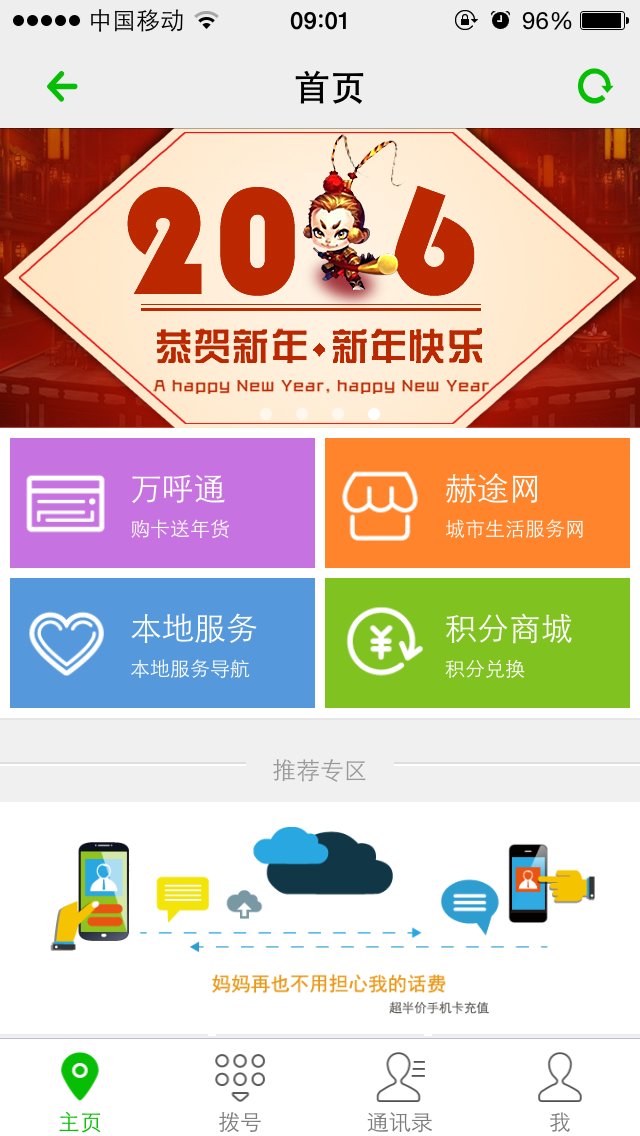 中国移动 09:01 96%
首页
2016
恭贺新年·新年快乐
A happy New Year, happy New Year
万呼通
购卡送年货
赫途网
城市生活服务网
本地服务
本地服务导航
积分商城
积分兑换
推荐专区
妈妈再也不用担心我的话费
超半价手机卡充值
主页 拨号 通讯录 我